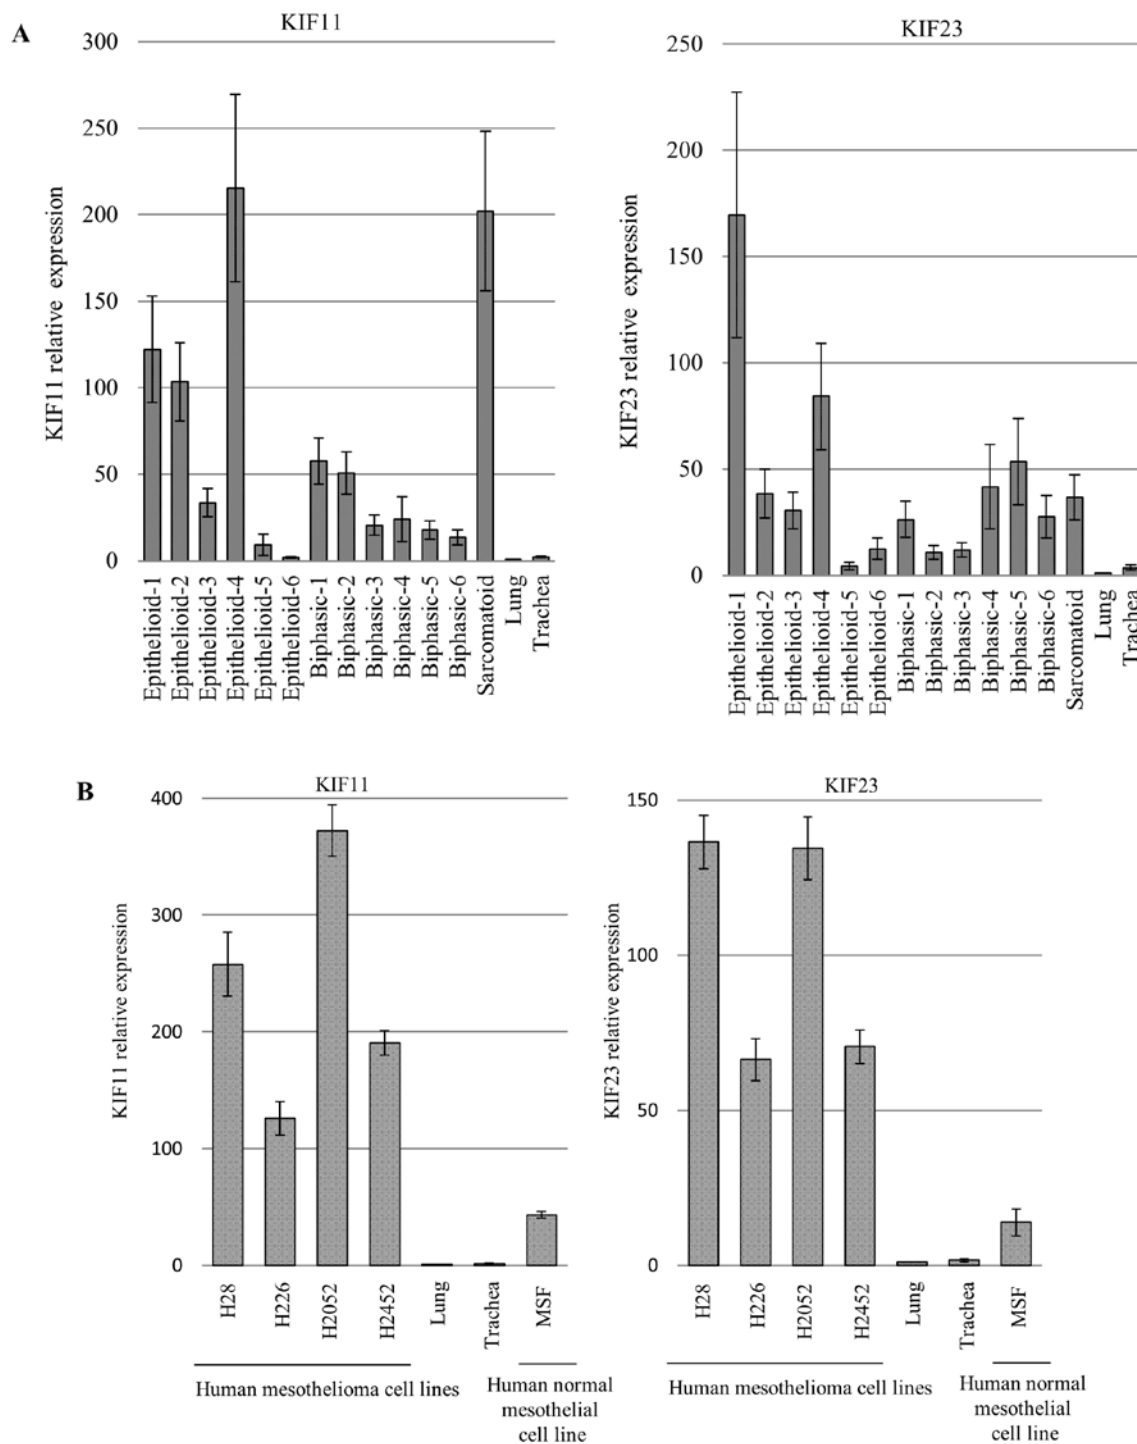 A
KIF11
KIF11 relative expression
300
250
200
150
100
50
0
Epithelioid-1
Epithelioid-2
Epithelioid-3
Epithelioid-4
Epithelioid-5
Epithelioid-6
Biphasic-1
Biphasic-2
Biphasic-3
Biphasic-4
Biphasic-5
Biphasic-6
Sarcomatoid
Lung
Trachea
KIF23
KIF23 relative expression
250
200
150
100
50
0
Epithelioid-1
Epithelioid-2
Epithelioid-3
Epithelioid-4
Epithelioid-5
Epithelioid-6
Biphasic-1
Biphasic-2
Biphasic-3
Biphasic-4
Biphasic-5
Biphasic-6
Sarcomatoid
Lung
Trachea
B
KIF11
KIF11 relative expression
400
300
200
100
0
H28
H226
H2052
H2452
Lung
Trachea
MSF
Human mesothelioma cell lines
Human normal
mesothelial
cell line
KIF23
KIF23 relative expression
150
100
50
0
H28
H226
H2052
H2452
Lung
Trachea
MSF
Human mesothelioma cell lines
Human normal
mesothelial
cell line